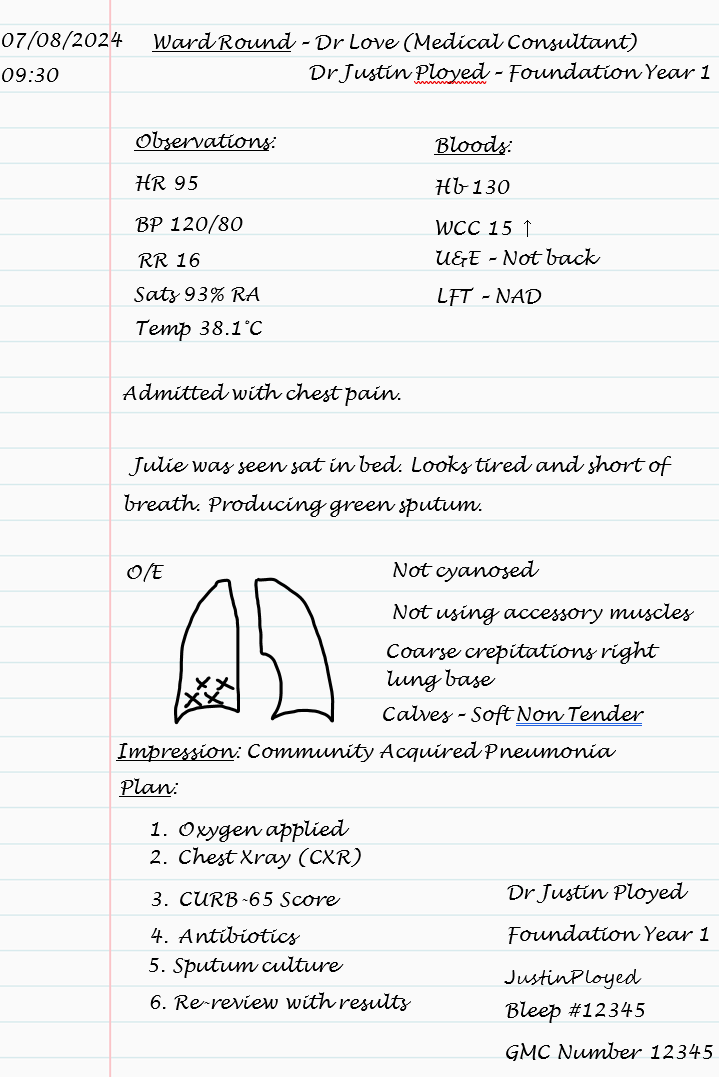 07/08/2024 Ward Round – Dr Love (Medical Consultant)
09:30 Dr Justin Ployed – Foundation Year 1
Observations:
HR 95
BP 120/80
RR 16
Sats 93% RA
Temp 38.1°C
Bloods:
Hb 130
WCC 15 ↑
U&E – Not back
LFT – NAD
Admitted with chest pain.
Julie was seen sat in bed. Looks tired and short of
breath. Producing green sputum.
O/E
Not cyanosed
Not using accessory muscles
Coarse crepitations right
lung base
Calves – Soft Non Tender
Impression: Community Acquired Pneumonia
Plan:
1. Oxygen applied
2. Chest Xray (CXR)
3. CURB-65 Score
4. Antibiotics
5. Sputum culture
6. Re-review with results
Dr Justin Ployed
Foundation Year 1
JustinPloyed
Bleep #12345
GMC Number 12345